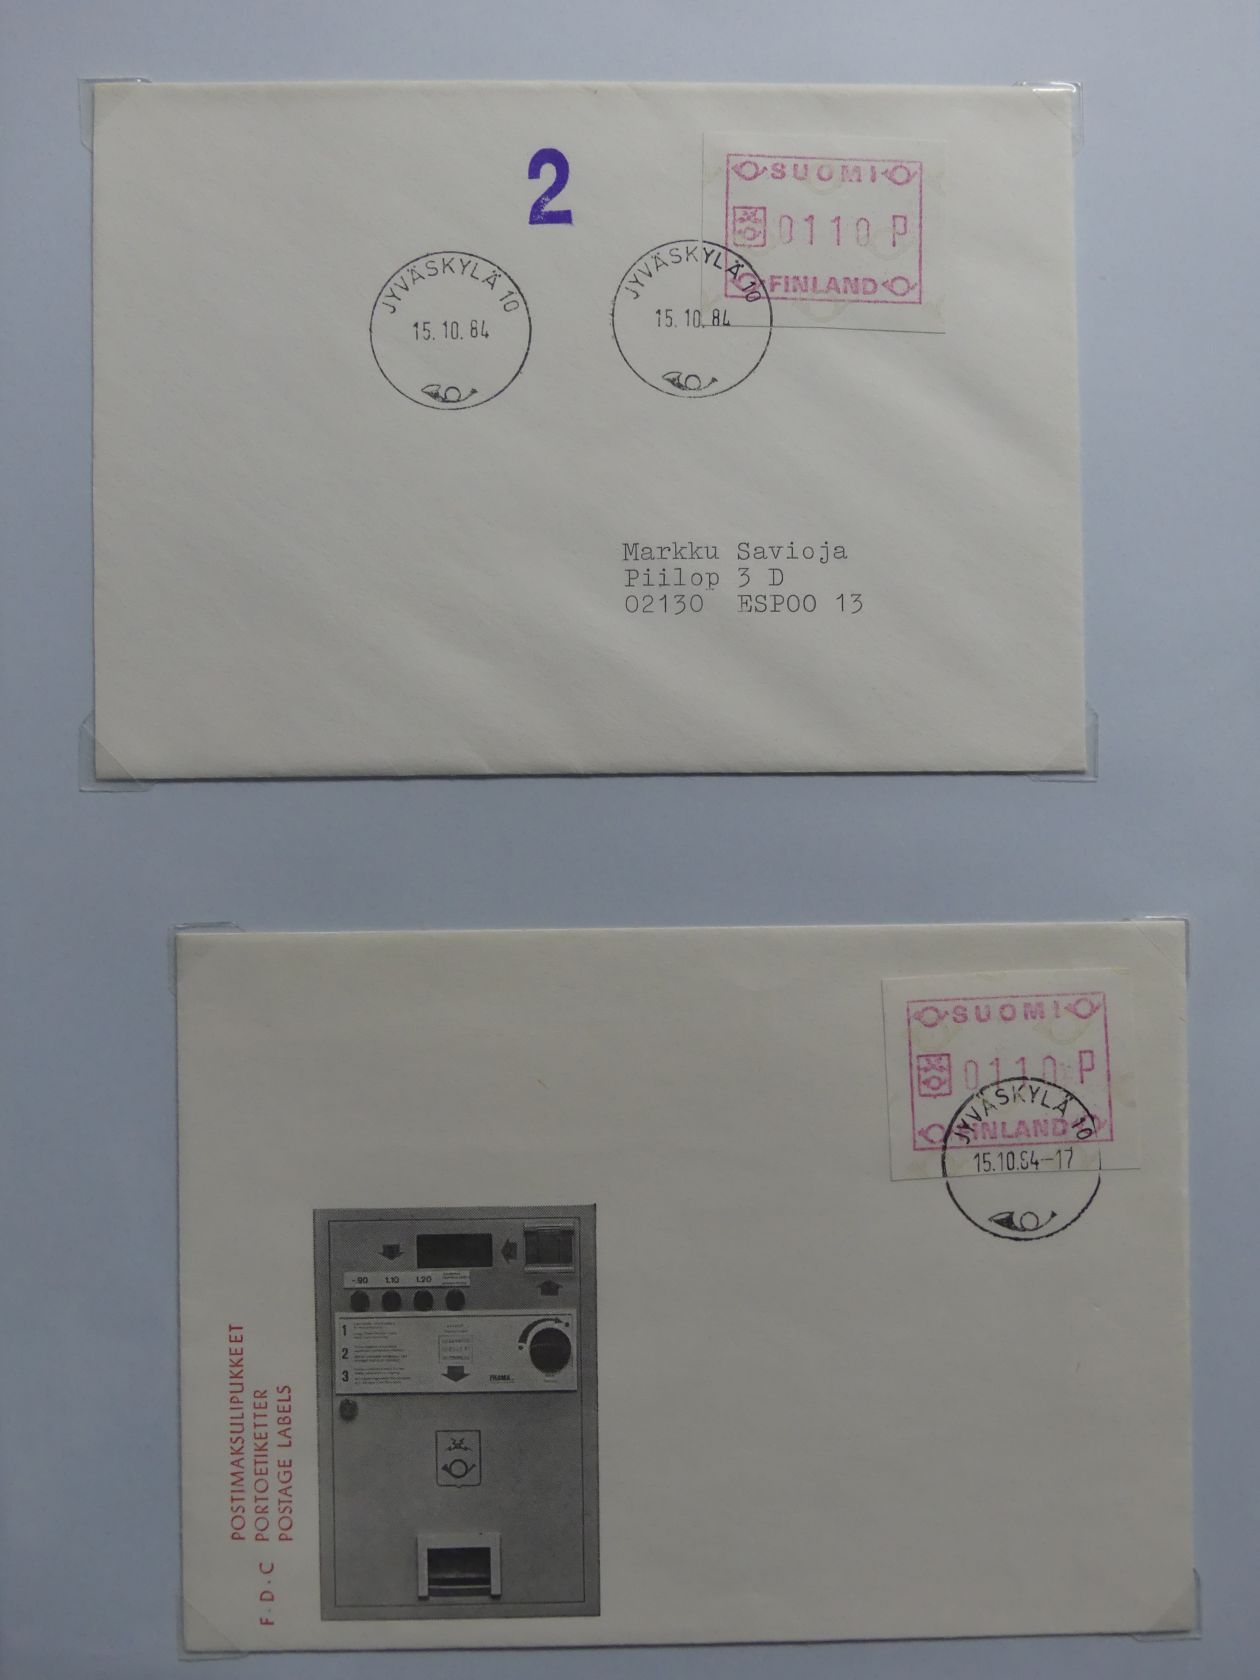 2
SUOMI
0110 P
FINLAND
JYVÄSKYLÄ 10
15.10.84
JYVÄSKYLÄ 10
15.10.84
Markku Savioja
Piilop 3 D
02130 ESPOO 13
SUOMI
0110 P
FINLAND
JYVÄSKYLÄ 10
15.10.84-17
-.90 1.10 1.20
1
2
3
FRAMA
POSTIMAKSULIPUKKEET
PORTOETIKETTER
F.D.C POSTAGE LABELS